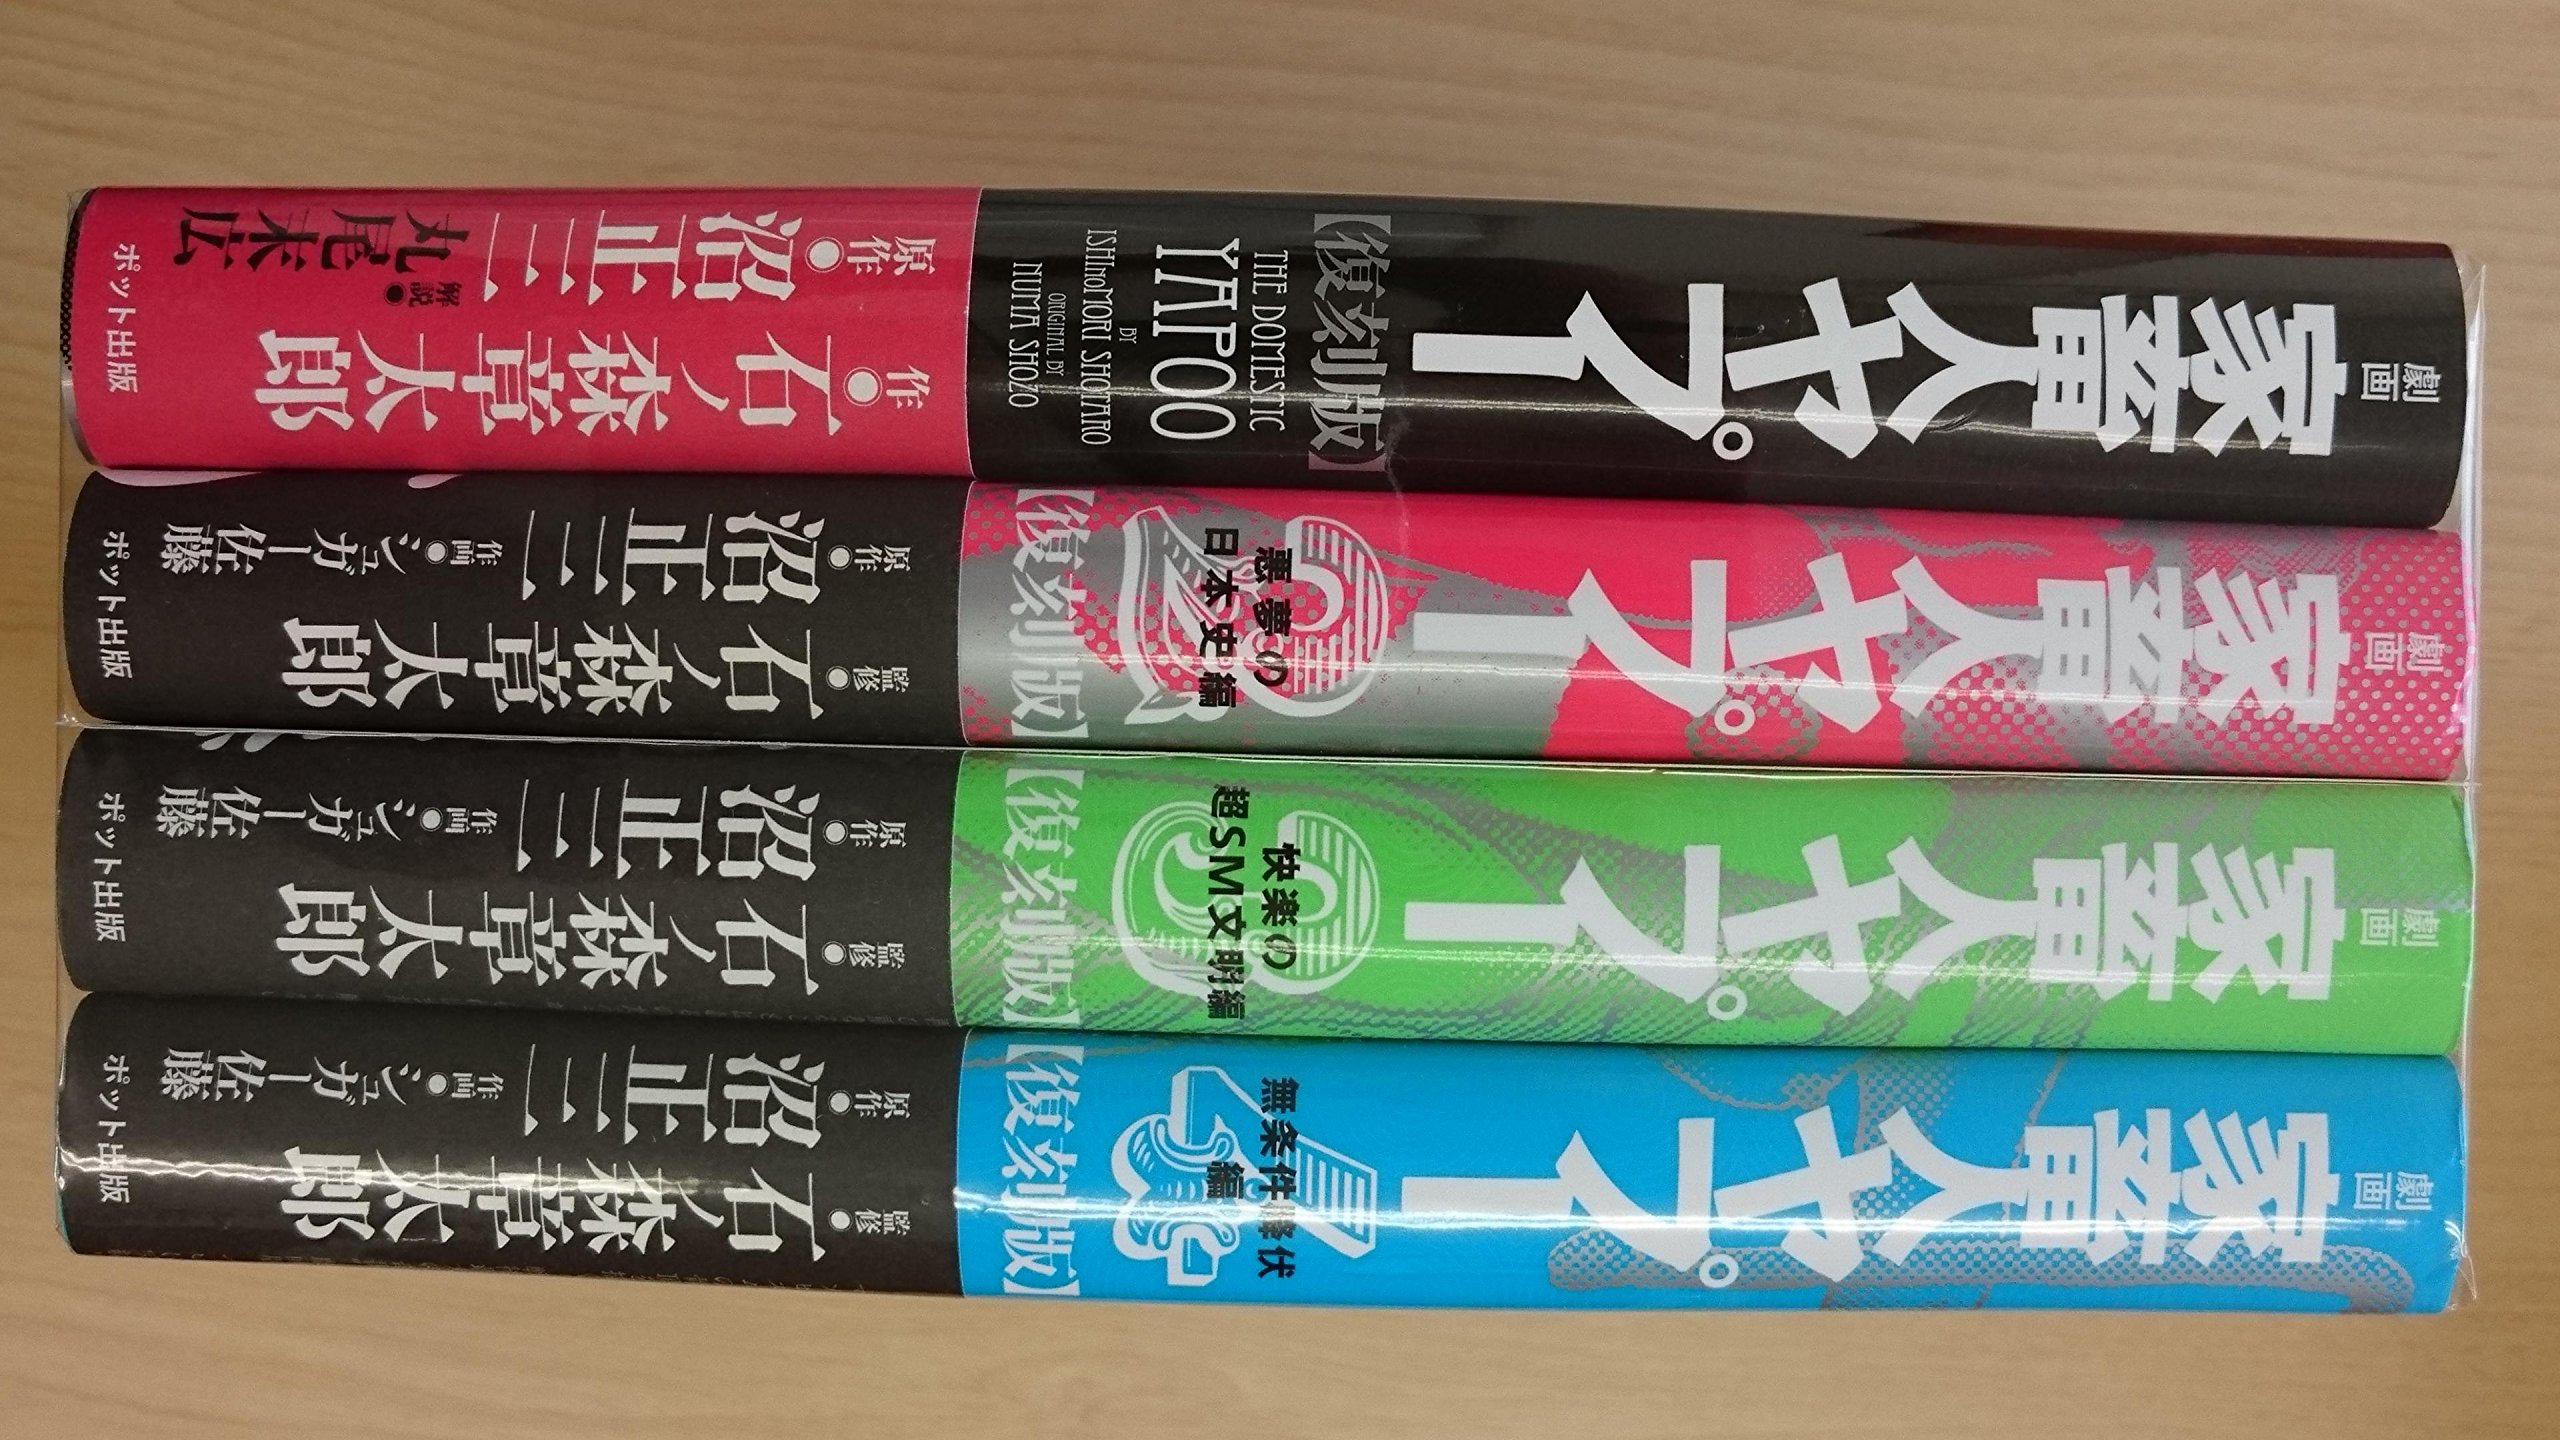 劇画
家畜人ヤプー
【復刻版】
THE DOMESTIC
YAPOO
BY
ISHInoMORI SHOTARO
ORIGINAL BY
NUMA SHOZO
作●石ノ森章太郎
原作●沼正三
解説●丸尾末広
ポット出版
劇画
家畜人ヤプー
2
悪夢の
日本史編
【復刻版】
監修●石ノ森章太郎
原作●沼正三
作画●シュガー佐藤
ポット出版
劇画
家畜人ヤプー
3
快楽の
超SM文明編
【復刻版】
監修●石ノ森章太郎
原作●沼正三
作画●シュガー佐藤
ポット出版
劇画
家畜人ヤプー
4
無条件降伏
編
【復刻版】
監修●石ノ森章太郎
原作●沼正三
作画●シュガー佐藤
ポット出版